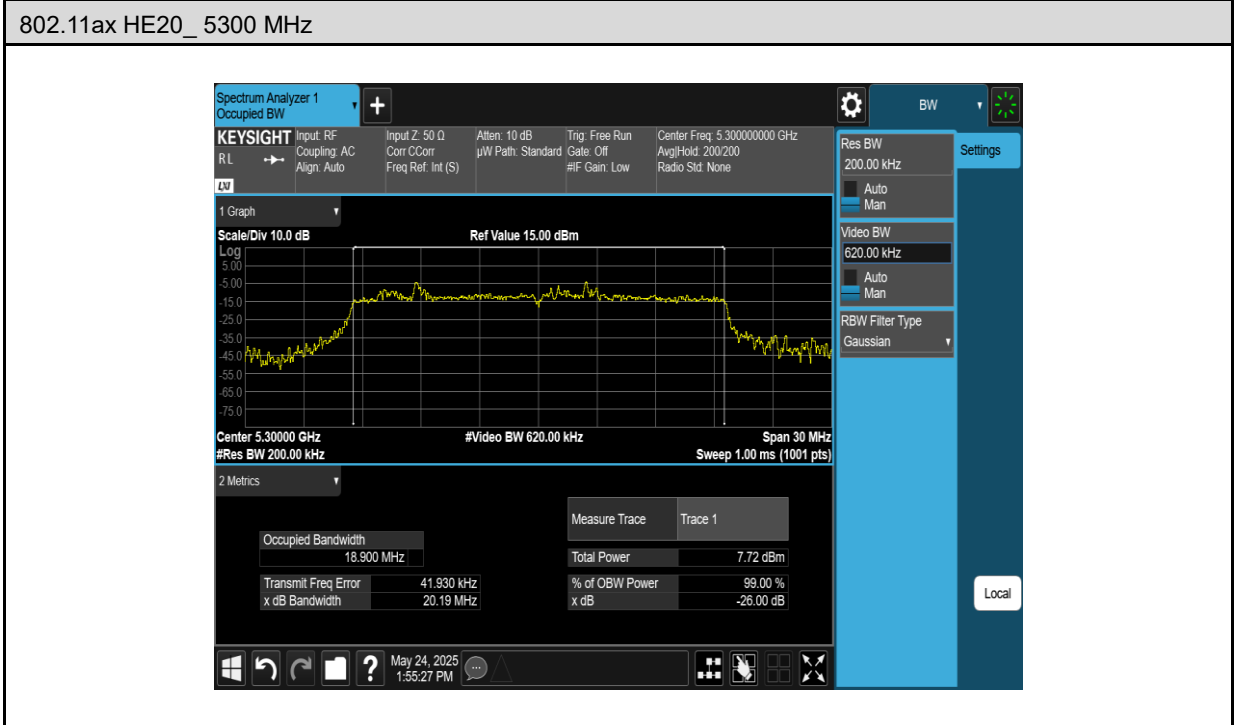 802.11ax HE20_ 5300 MHz
Spectrum Analyzer 1
Occupied BW
+
BW
KEYSIGHT
RL
LXI
Input: RF
Coupling: AC
Align: Auto
Input Z: 50 Ω
Corr CCorr
Freq Ref: Int (S)
Atten: 10 dB
µW Path: Standard
Trig: Free Run
Gate: Off
#IF Gain: Low
Center Freq: 5.300000000 GHz
Avg|Hold: 200/200
Radio Std: None
1 Graph
Scale/Div 10.0 dB
Ref Value 15.00 dBm
Log
5.00
-5.00
-15.0
-25.0
-35.0
-45.0
-55.0
-65.0
-75.0
Center 5.30000 GHz
#Video BW 620.00 kHz
Span 30 MHz
#Res BW 200.00 kHz
Sweep 1.00 ms (1001 pts)
2 Metrics
Measure Trace
Trace 1
Occupied Bandwidth
18.900 MHz
Total Power
7.72 dBm
Transmit Freq Error
41.930 kHz
% of OBW Power
99.00 %
x dB Bandwidth
20.19 MHz
x dB
-26.00 dB
Res BW
200.00 kHz
Auto
Man
Video BW
620.00 kHz
Auto
Man
RBW Filter Type
Gaussian
Settings
Local
?
May 24, 2025
1:55:27 PM